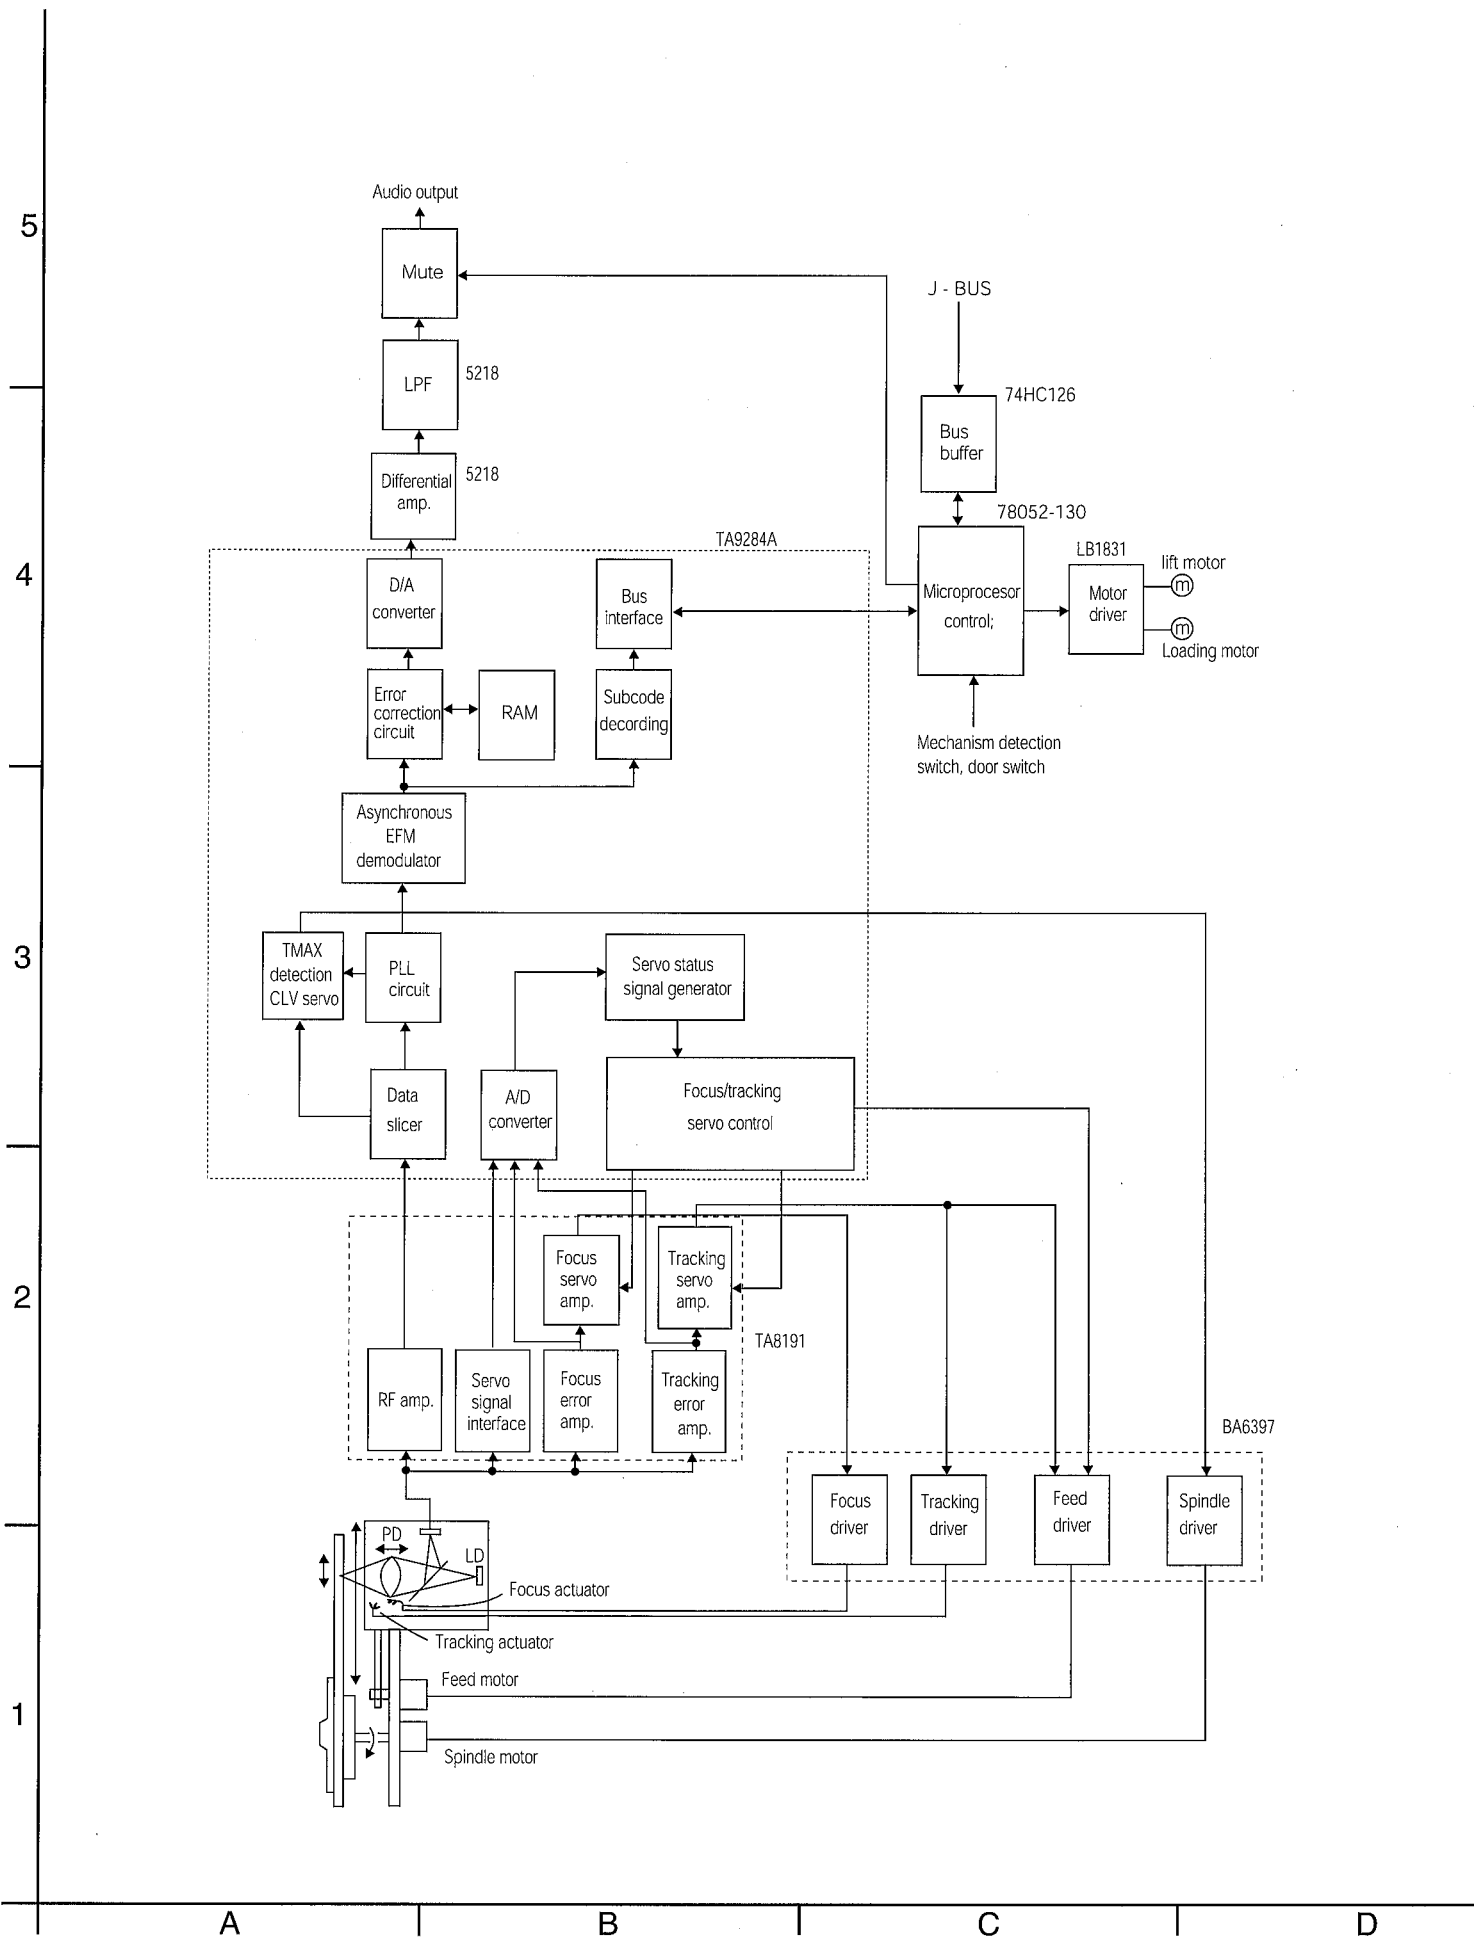 Audio output
5
Mute
J - BUS
LPF
5218
74HC126
Bus
buffer
Differential
amp.
5218
78052-130
TA9284A
4
D/A
converter
Bus
interface
Microprocesor
control;
LB1831
Motor
driver
lift motor
m
m
Loading motor
Error
correction
circuit
RAM
Subcode
decording
Mechanism detection
switch, door switch
Asynchronous
EFM
demodulator
3
TMAX
detection
CLV servo
PLL
circuit
Servo status
signal generator
Data
slicer
A/D
converter
Focus/tracking
servo control
2
Focus
servo
amp.
Tracking
servo
amp.
TA8191
RF amp.
Servo
signal
interface
Focus
error
amp.
Tracking
error
amp.
BA6397
Focus
driver
Tracking
driver
Feed
driver
Spindle
driver
PD
LD
Focus actuator
Tracking actuator
Feed motor
1
Spindle motor
A
B
C
D